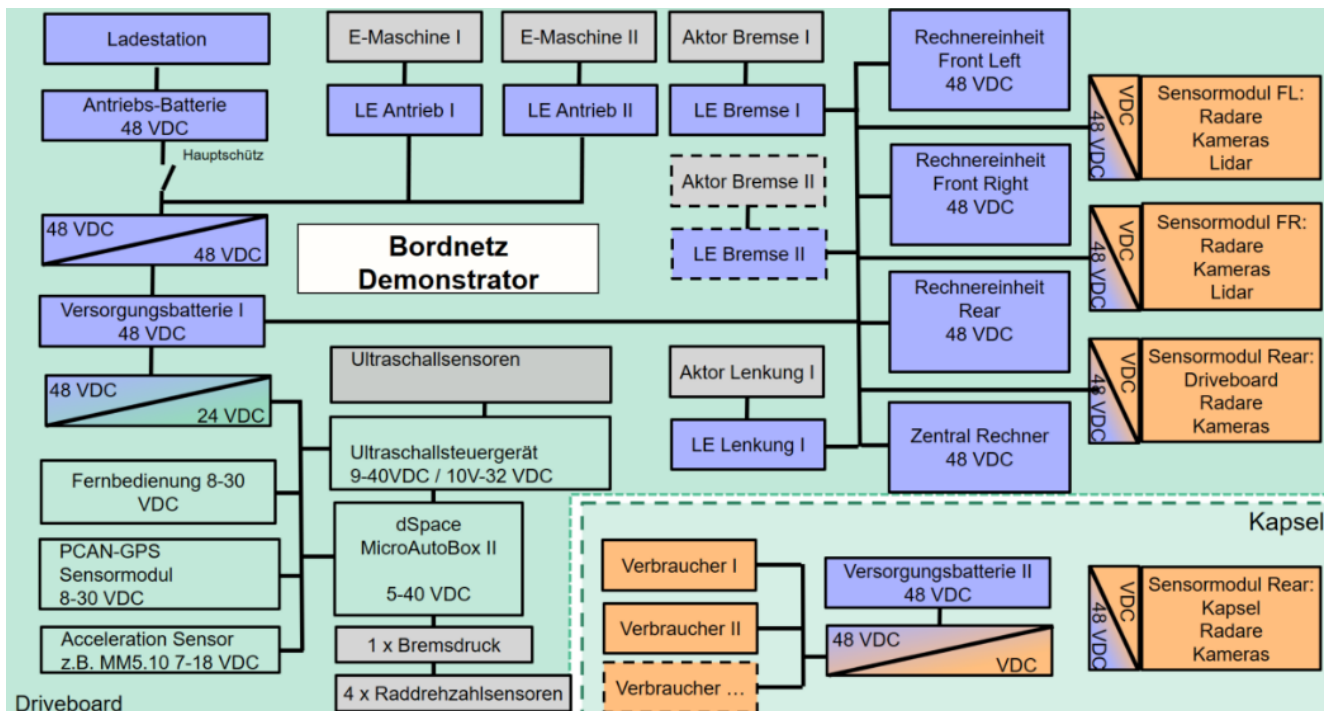 Ladestation
Antriebs-Batterie
48 VDC
Hauptschütz
48 VDC
48 VDC
Versorgungsbatterie I
48 VDC
48 VDC
24 VDC
Fernbedienung 8-30
VDC
PCAN-GPS
Sensormodul
8-30 VDC
Acceleration Sensor
z.B. MM5.10 7-18 VDC
Driveboard
E-Maschine I
LE Antrieb I
E-Maschine II
LE Antrieb II
Bordnetz
Demonstrator
Ultraschallsensoren
Ultraschallsteuergerät
9-40VDC / 10V-32 VDC
dSpace
MicroAutoBox II
5-40 VDC
1 x Bremsdruck
4 x Raddrehzahlsensoren
Aktor Bremse I
LE Bremse I
Aktor Bremse II
LE Bremse II
Aktor Lenkung I
LE Lenkung I
Rechnereinheit
Front Left
48 VDC
Rechnereinheit
Front Right
48 VDC
Rechnereinheit
Rear
48 VDC
Zentral Rechner
48 VDC
48 VDC
VDC
Sensormodul FL:
Radare
Kameras
Lidar
48 VDC
VDC
Sensormodul FR:
Radare
Kameras
Lidar
48 VDC
VDC
Sensormodul Rear:
Driveboard
Radare
Kameras
Kapsel
Verbraucher I
Verbraucher II
Verbraucher ...
Versorgungsbatterie II
48 VDC
48 VDC
VDC
48 VDC
VDC
Sensormodul Rear:
Kapsel
Radare
Kameras